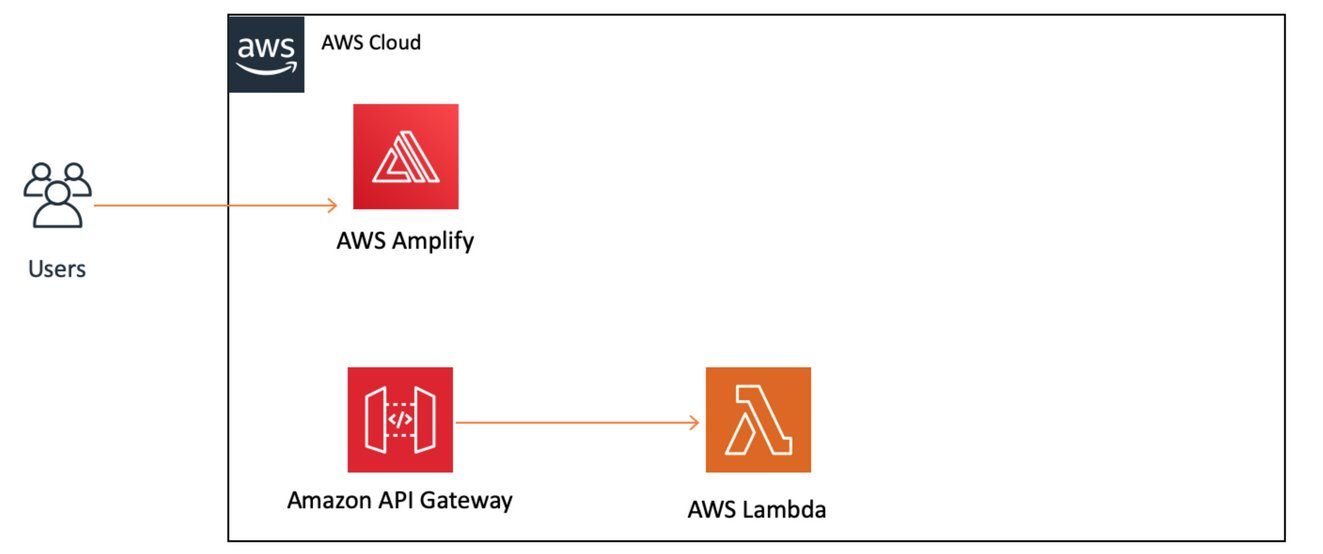 aws
AWS Cloud
AWS Amplify
Users
</>
Amazon API Gateway
AWS Lambda